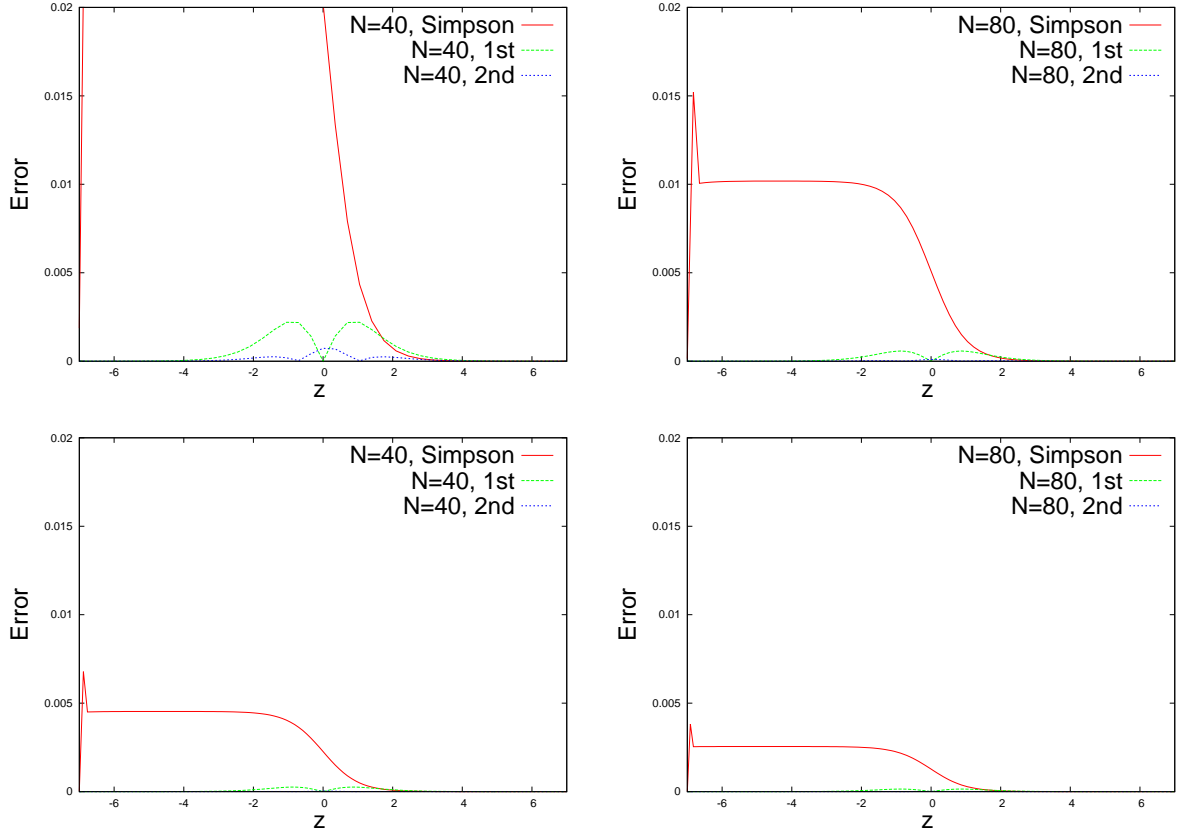 0.02
0.015
0.01
0.005
0
Error
-6 -4 -2 0 2 4 6
z
N=40, Simpson
N=40, 1st
N=40, 2nd
0.02
0.015
0.01
0.005
0
Error
-6 -4 -2 0 2 4 6
z
N=80, Simpson
N=80, 1st
N=80, 2nd
0.02
0.015
0.01
0.005
0
Error
-6 -4 -2 0 2 4 6
z
N=40, Simpson
N=40, 1st
N=40, 2nd
0.02
0.015
0.01
0.005
0
Error
-6 -4 -2 0 2 4 6
z
N=80, Simpson
N=80, 1st
N=80, 2nd